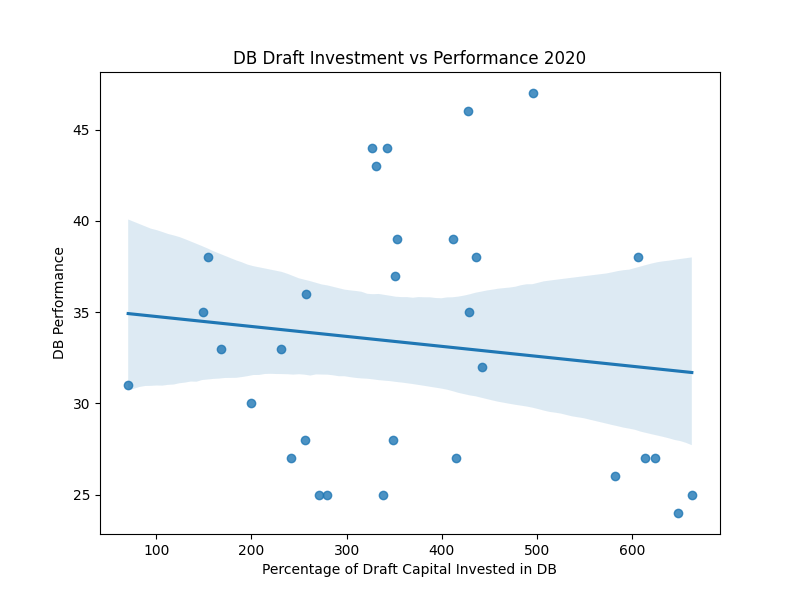 DB Draft Investment vs Performance 2020
45
40
35
30
25
DB Performance
100 200 300 400 500 600
Percentage of Draft Capital Invested in DB